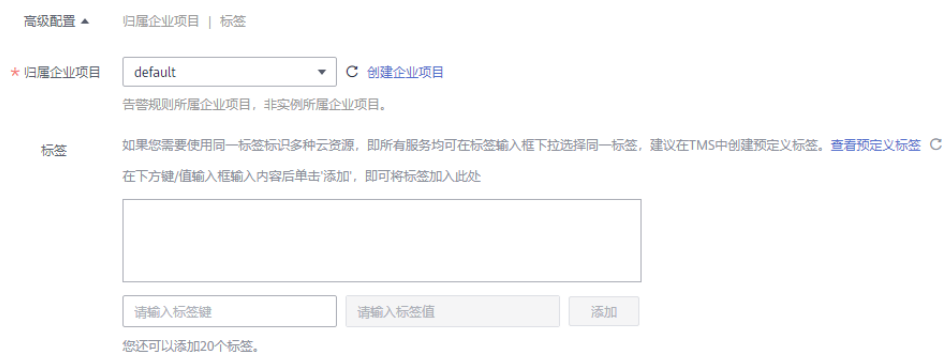 高级配置 ▲ 归属企业项目 | 标签
* 归属企业项目 default ▼ C 创建企业项目
告警规则所属企业项目，非实例所属企业项目。
标签 如果您需要使用同一标签标识多种云资源，即所有服务均可在标签输入框下拉选择同一标签，建议在TMS中创建预定义标签。查看预定义标签 C
在下方键/值输入框输入内容后单击'添加'，即可将标签加入此处
请输入标签键 请输入标签值 添加
您还可以添加20个标签。